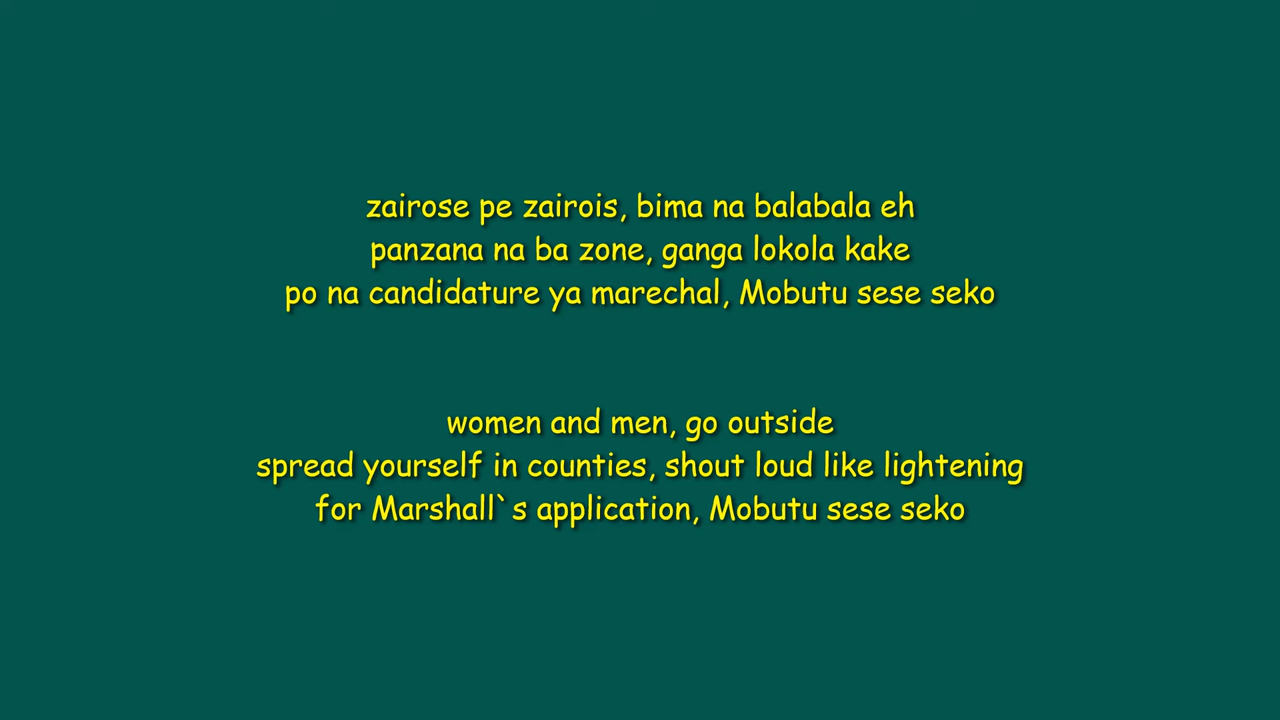 zairose pe zairois, bima na balabala eh
panzana na ba zone, ganga lokola kake
po na candidature ya marechal, Mobutu sese seko
women and men, go outside
spread yourself in counties, shout loud like lightening
for Marshall`s application, Mobutu sese seko